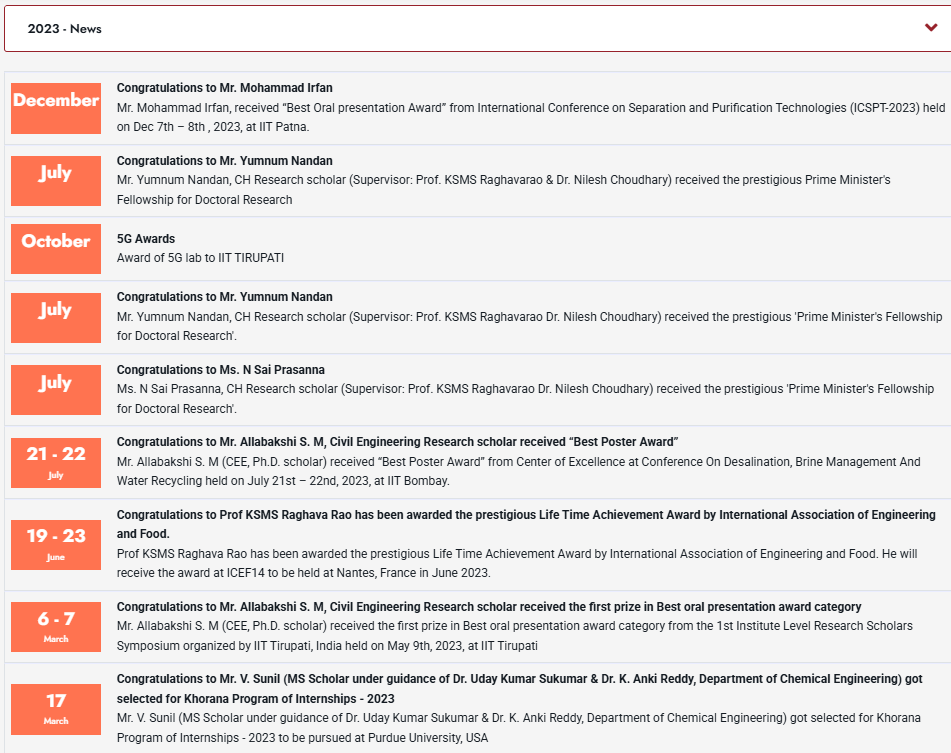 2023 - News
December
Congratulations to Mr. Mohammad Irfan
Mr. Mohammad Irfan, received “Best Oral presentation Award” from International Conference on Separation and Purification Technologies (ICSPT-2023) held
on Dec 7th – 8th , 2023, at IIT Patna.
July
Congratulations to Mr. Yumnum Nandan
Mr. Yumnum Nandan, CH Research scholar (Supervisor: Prof. KSMS Raghavarao & Dr. Nilesh Choudhary) received the prestigious Prime Minister's
Fellowship for Doctoral Research
October
5G Awards
Award of 5G lab to IIT TIRUPATI
July
Congratulations to Mr. Yumnum Nandan
Mr. Yumnum Nandan, CH Research scholar (Supervisor: Prof. KSMS Raghavarao Dr. Nilesh Choudhary) received the prestigious 'Prime Minister's Fellowship
for Doctoral Research'.
July
Congratulations to Ms. N Sai Prasanna
Ms. N Sai Prasanna, CH Research scholar (Supervisor: Prof. KSMS Raghavarao Dr. Nilesh Choudhary) received the prestigious 'Prime Minister's Fellowship
for Doctoral Research'.
21 - 22
July
Congratulations to Mr. Allabakshi S. M, Civil Engineering Research scholar received “Best Poster Award”
Mr. Allabakshi S. M (CEE, Ph.D. scholar) received “Best Poster Award” from Center of Excellence at Conference On Desalination, Brine Management And
Water Recycling held on July 21st – 22nd, 2023, at IIT Bombay.
19 - 23
June
Congratulations to Prof KSMS Raghava Rao has been awarded the prestigious Life Time Achievement Award by International Association of Engineering
and Food.
Prof KSMS Raghava Rao has been awarded the prestigious Life Time Achievement Award by International Association of Engineering and Food. He will
receive the award at ICEF14 to be held at Nantes, France in June 2023.
6 - 7
March
Congratulations to Mr. Allabakshi S. M, Civil Engineering Research scholar received the first prize in Best oral presentation award category
Mr. Allabakshi S. M (CEE, Ph.D. scholar) received the first prize in Best oral presentation award category from the 1st Institute Level Research Scholars
Symposium organized by IIT Tirupati, India held on May 9th, 2023, at IIT Tirupati
17
March
Congratulations to Mr. V. Sunil (MS Scholar under guidance of Dr. Uday Kumar Sukumar & Dr. K. Anki Reddy, Department of Chemical Engineering) got
selected for Khorana Program of Internships - 2023
Mr. V. Sunil (MS Scholar under guidance of Dr. Uday Kumar Sukumar & Dr. K. Anki Reddy, Department of Chemical Engineering) got selected for Khorana
Program of Internships - 2023 to be pursued at Purdue University, USA